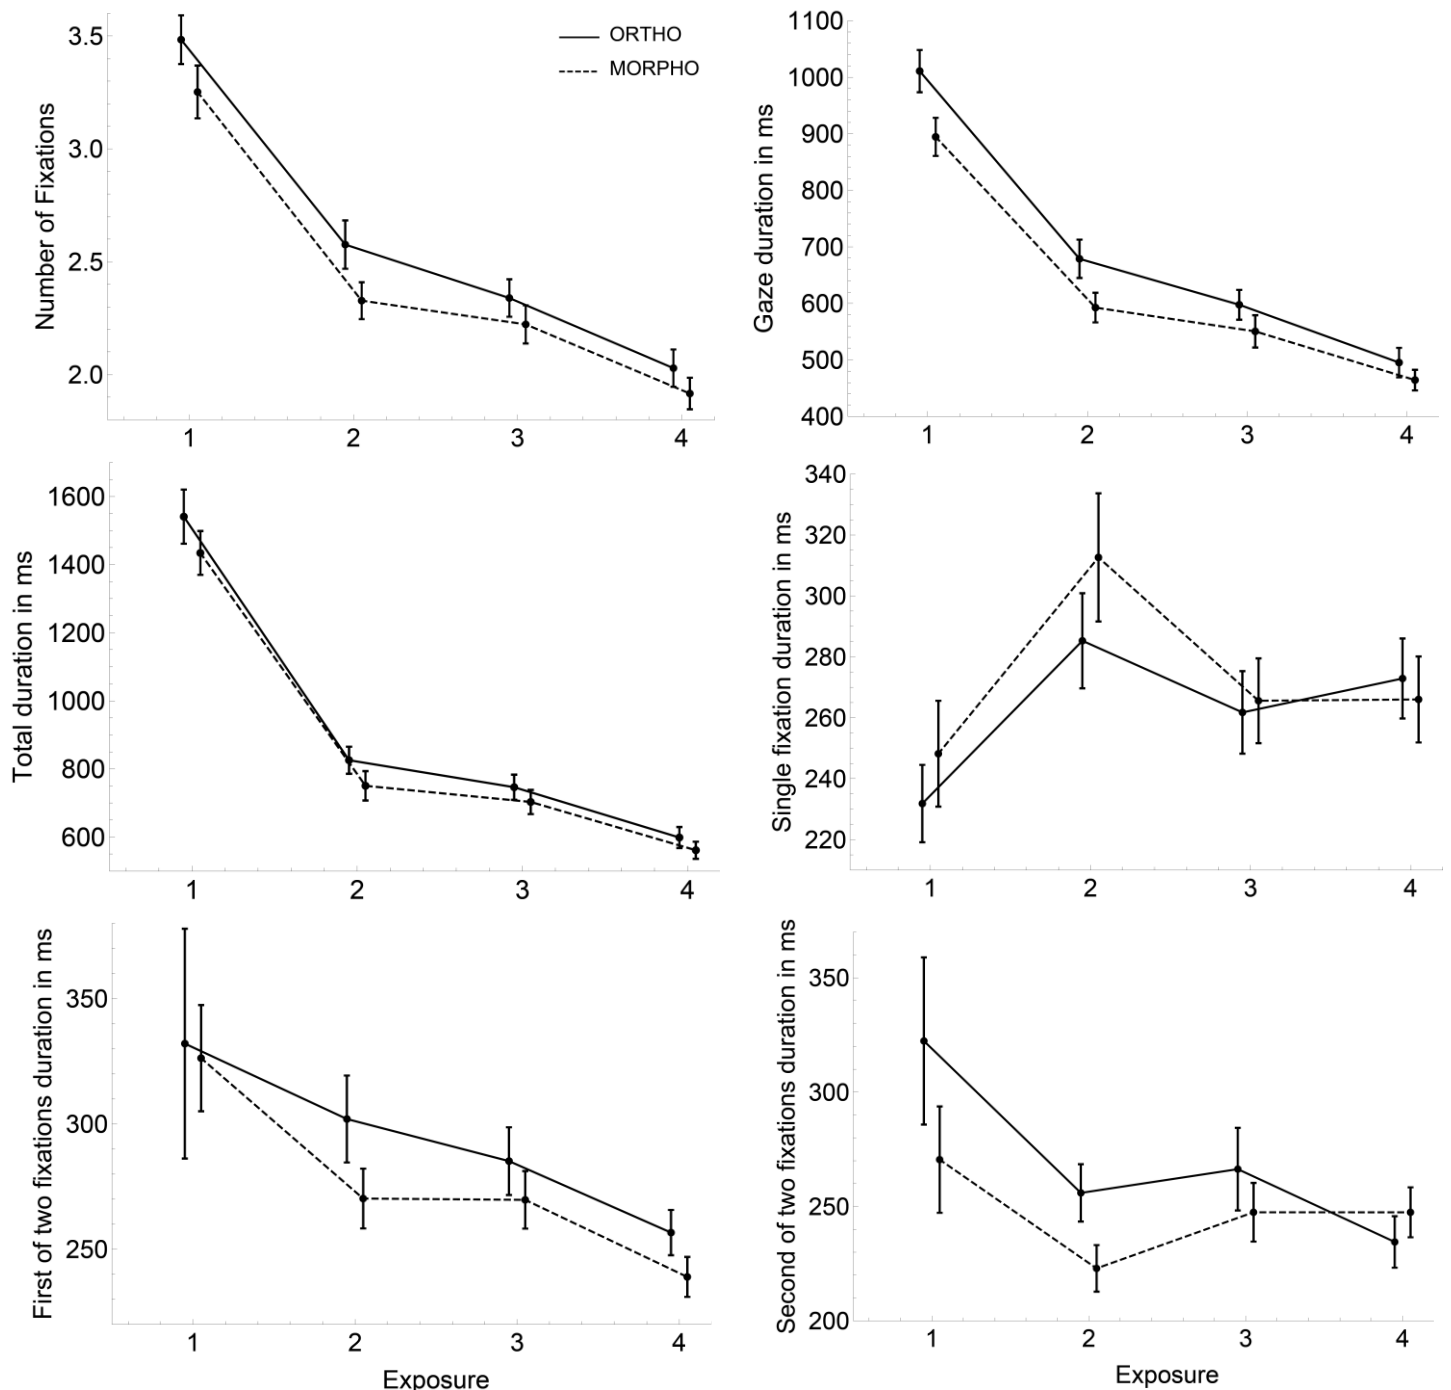 Number of Fixations
3.5
3.0
2.5
2.0
1 2 3 4
ORTHO
MORPHO
Gaze duration in ms
1100
1000
900
800
700
600
500
400
1 2 3 4
Total duration in ms
1600
1400
1200
1000
800
600
1 2 3 4
Single fixation duration in ms
340
320
300
280
260
240
220
1 2 3 4
First of two fixations duration in ms
350
300
250
1 2 3 4
Exposure
Second of two fixations duration in ms
350
300
250
200
1 2 3 4
Exposure